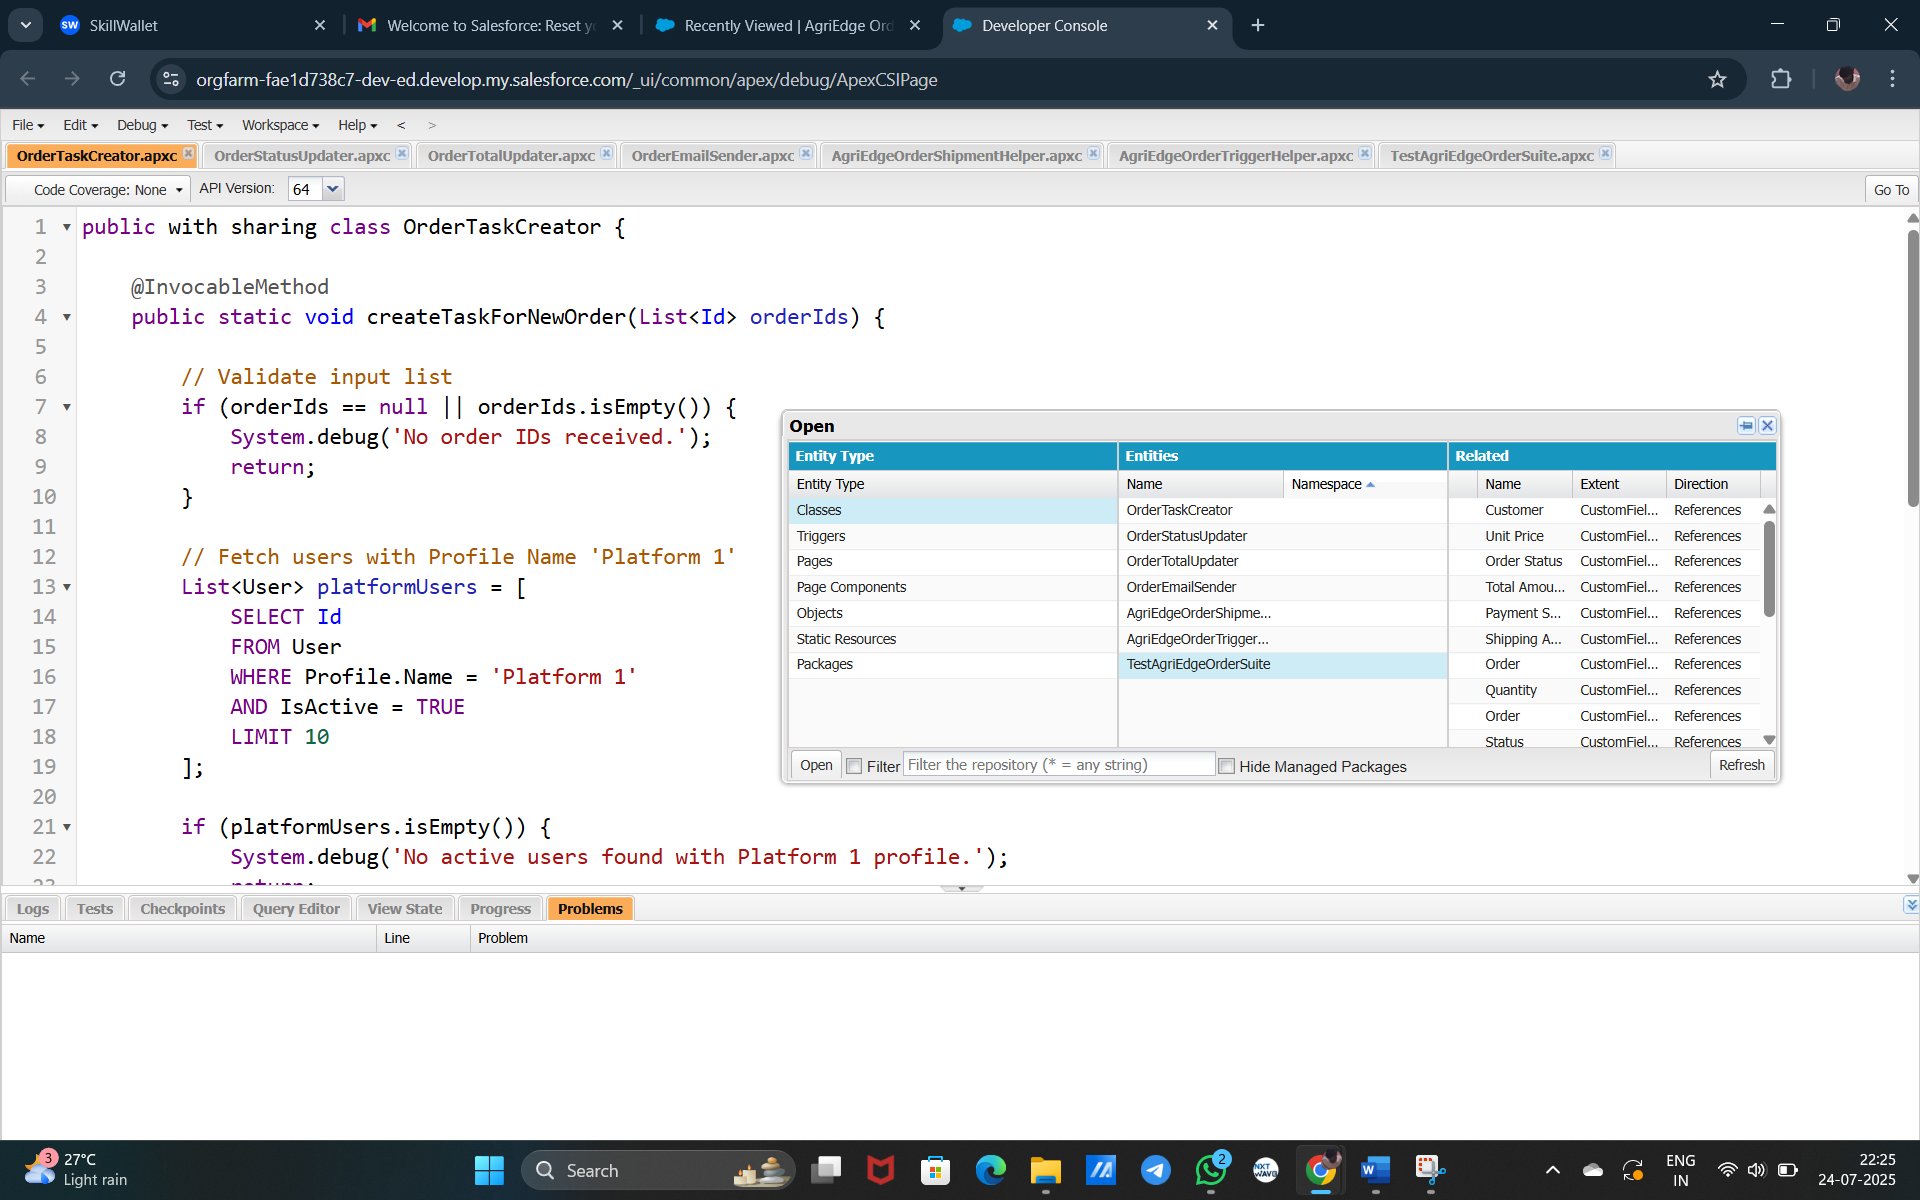 SkillWallet
Welcome to Salesforce: Reset yo
Recently Viewed | AgriEdge Ord
Developer Console
orgfarm-fae1d738c7-dev-ed.develop.my.salesforce.com/_ui/common/apex/debug/ApexCSIPage
File Edit Debug Test Workspace Help < >
OrderTaskCreator.apxc OrderStatusUpdater.apxc OrderTotalUpdater.apxc OrderEmailSender.apxc AgriEdgeOrderShipmentHelper.apxc AgriEdgeOrderTriggerHelper.apxc TestAgriEdgeOrderSuite.apxc
Code Coverage: None API Version: 64 Go To
1 public with sharing class OrderTaskCreator {
2
3 @InvocableMethod
4 public static void createTaskForNewOrder(List<Id> orderIds) {
5
6 // Validate input list
7 if (orderIds == null || orderIds.isEmpty()) {
8 System.debug('No order IDs received.');
9 return;
10 }
11
12 // Fetch users with Profile Name 'Platform 1'
13 List<User> platformUsers = [
14 SELECT Id
15 FROM User
16 WHERE Profile.Name = 'Platform 1'
17 AND IsActive = TRUE
18 LIMIT 10
19 ];
20
21 if (platformUsers.isEmpty()) {
22 System.debug('No active users found with Platform 1 profile.');
23 return;
Open
Entity Type Entities Related
Entity Type Name Namespace Name Extent Direction
Classes OrderTaskCreator Customer CustomFiel... References
Triggers OrderStatusUpdater Unit Price CustomFiel... References
Pages OrderTotalUpdater Order Status CustomFiel... References
Page Components OrderEmailSender Total Amou... CustomFiel... References
Objects AgriEdgeOrderShipme... Payment S... CustomFiel... References
Static Resources AgriEdgeOrderTrigger... Shipping A... CustomFiel... References
Packages TestAgriEdgeOrderSuite Order CustomFiel... References
Quantity CustomFiel... References
Order CustomFiel... References
Status CustomFiel... References
Open Filter Filter the repository (* = any string) Hide Managed Packages Refresh
Logs Tests Checkpoints Query Editor View State Progress Problems
Name Line Problem
3 27°C
Light rain
Search
2
NXT
WAVE
ENG
IN
22:25
24-07-2025